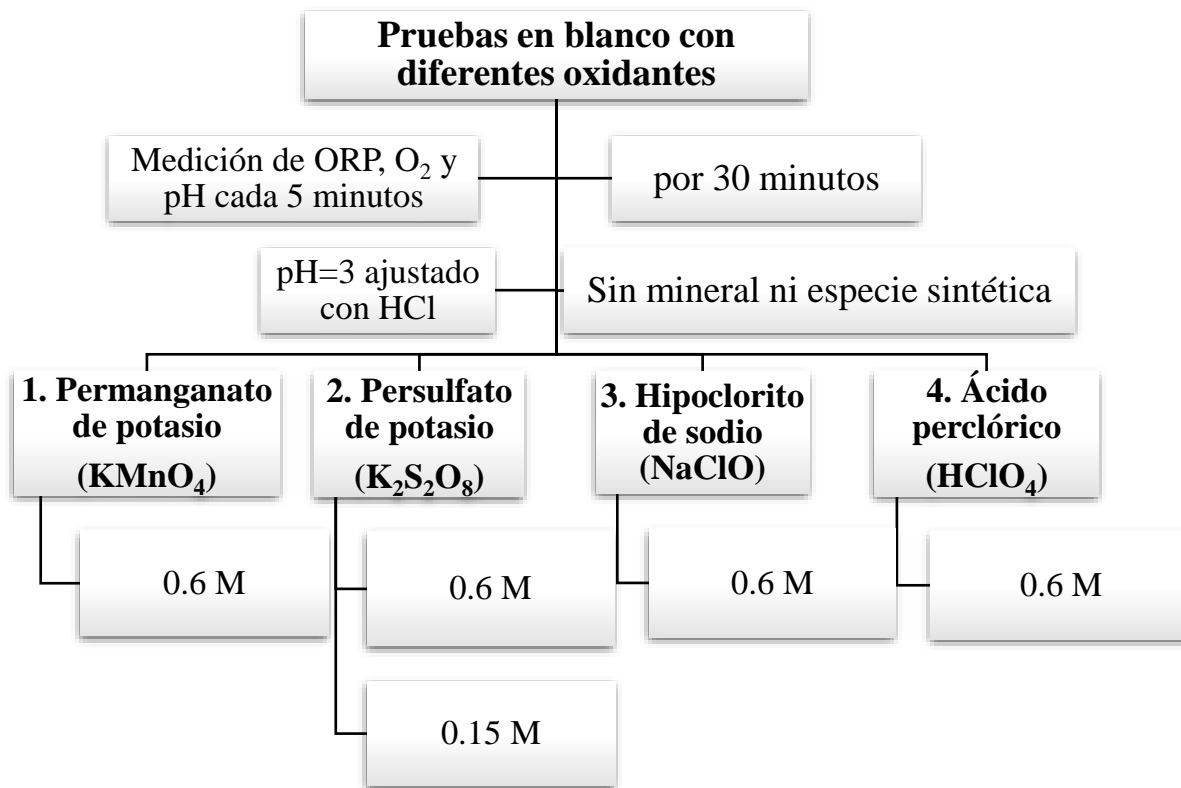 Pruebas en blanco con
diferentes oxidantes
Medición de ORP, O₂ y
pH cada 5 minutos
por 30 minutos
pH=3 ajustado
con HCl
Sin mineral ni especie sintética
1. Permanganato
de potasio
(KMnO₄)
2. Persulfato
de potasio
(K₂S₂O₈)
3. Hipoclorito
de sodio
(NaClO)
4. Ácido
perclórico
(HClO₄)
0.6 M
0.6 M
0.6 M
0.6 M
0.15 M